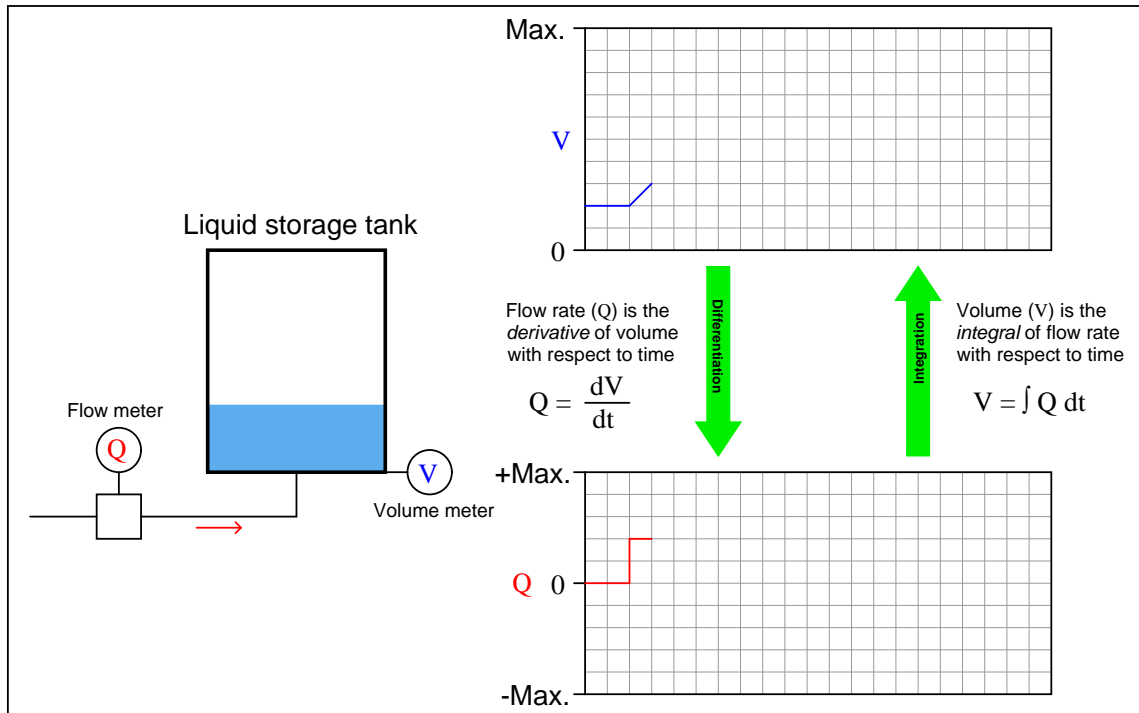 Max.
V
0
Liquid storage tank
Flow meter
Q
V
Volume meter
Flow rate (Q) is the
derivative of volume
with respect to time
Q = dV/dt
Differentiation
Integration
Volume (V) is the
integral of flow rate
with respect to time
V = ∫ Q dt
+Max.
Q 0
-Max.